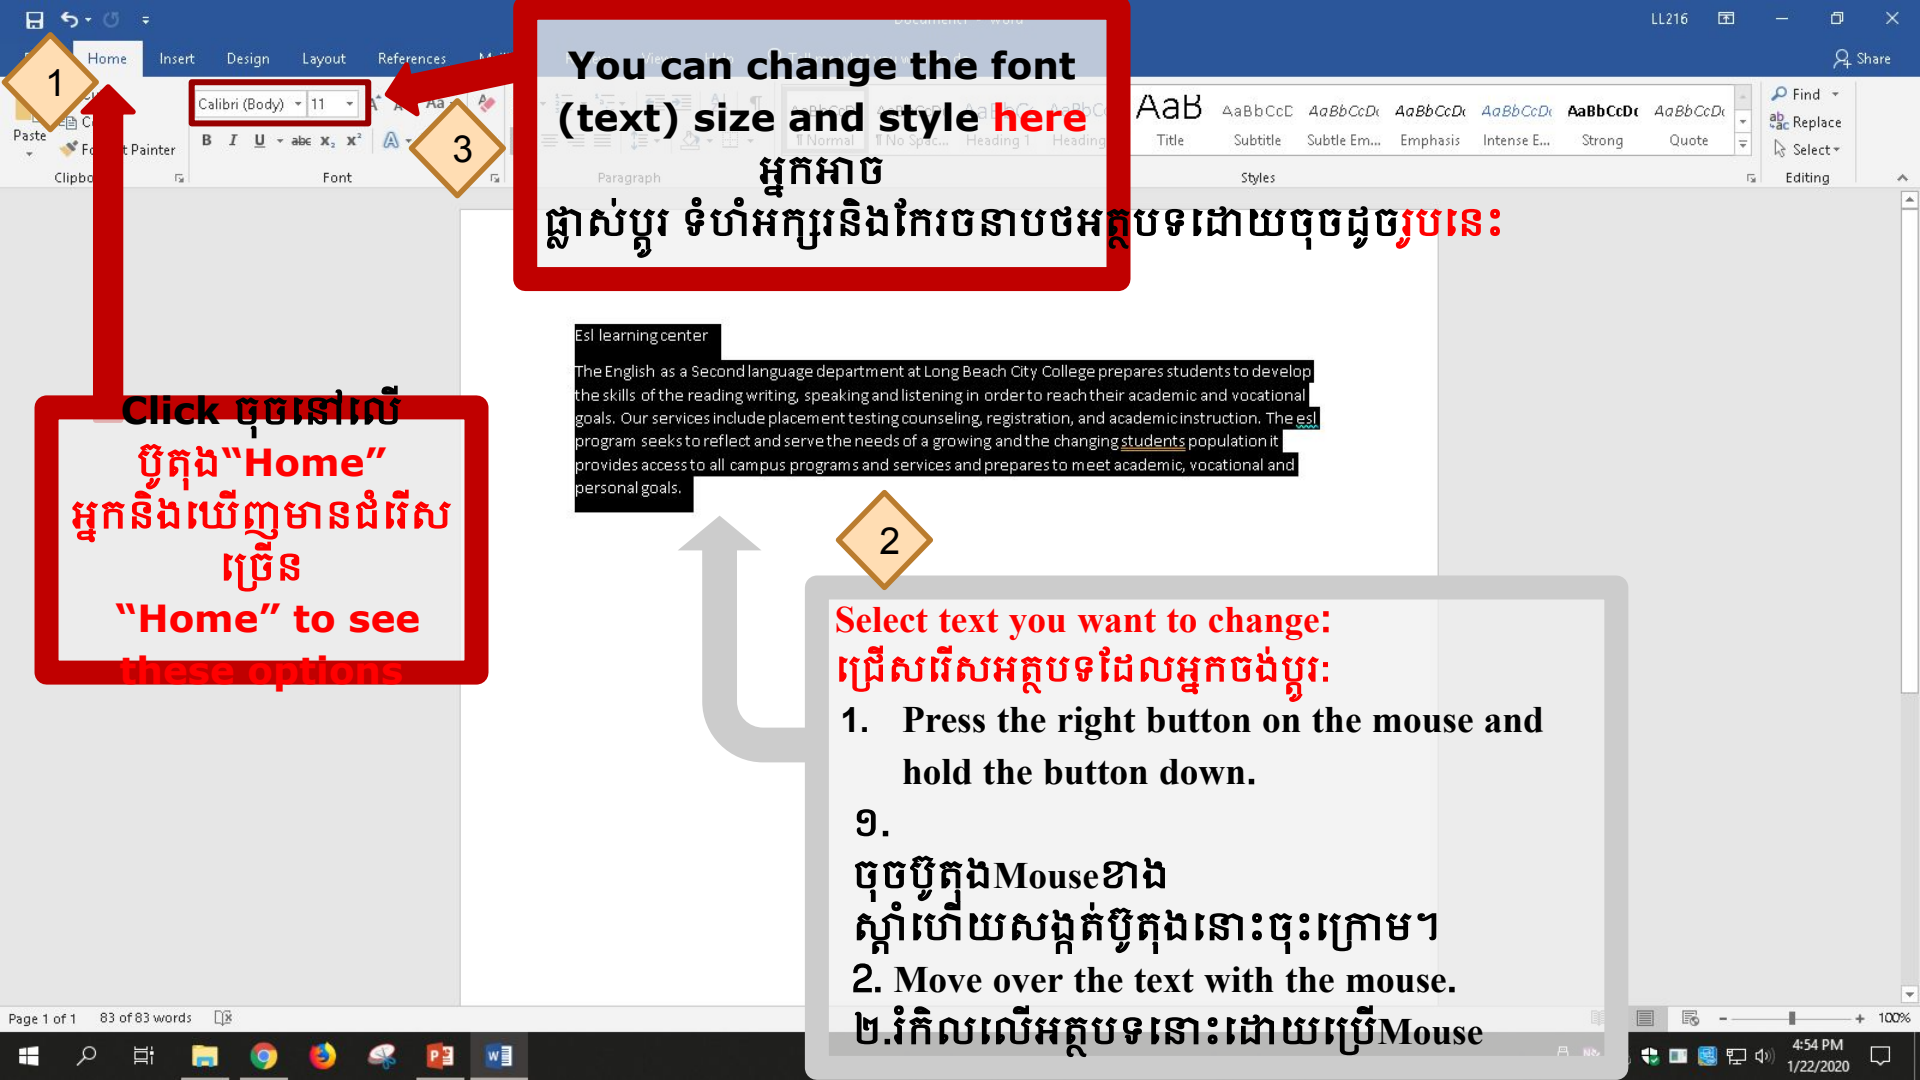 LL216
Home Insert Design Layout References
Share
1
Calibri (Body) 11
Paste
Clipbo
Font
3
You can change the font
(text) size and style here
អ្នកអាច
ផ្លាស់ប្ដូរ ទំហំអក្សរនិងកែរចនាបថអត្ថបទដោយចុចដូចរូបនេះ
Paragraph
Title Subtitle Subtle Em... Emphasis Intense E... Strong Quote
Styles
Find
Replace
Select
Editing
Esl learning center
The English as a Second language department at Long Beach City College prepares students to develop
the skills of the reading writing, speaking and listening in order to reach their academic and vocational
goals. Our services include placement testing counseling, registration, and academic instruction. The esl
program seeks to reflect and serve the needs of a growing and the changing students population it
provides access to all campus programs and services and prepares to meet academic, vocational and
personal goals.
Click ចុចនៅលើ
ប៊ូតុង“Home”
អ្នកនិងឃើញមានជំរើស
ច្រើន
“Home” to see
these options
2
Select text you want to change:
ជ្រើសរើសអត្ថបទដែលអ្នកចង់ប្ដូរ:
1. Press the right button on the mouse and
hold the button down.
១.
ចុចប៊ូតុងMouseខាង
ស្ដាំហើយសង្កត់ប៊ូតុងនោះចុះក្រោម។
2. Move over the text with the mouse.
២.រំកិលលើអត្ថបទនោះដោយប្រើMouse
Page 1 of 1 83 of 83 words
100%
4:54 PM
1/22/2020